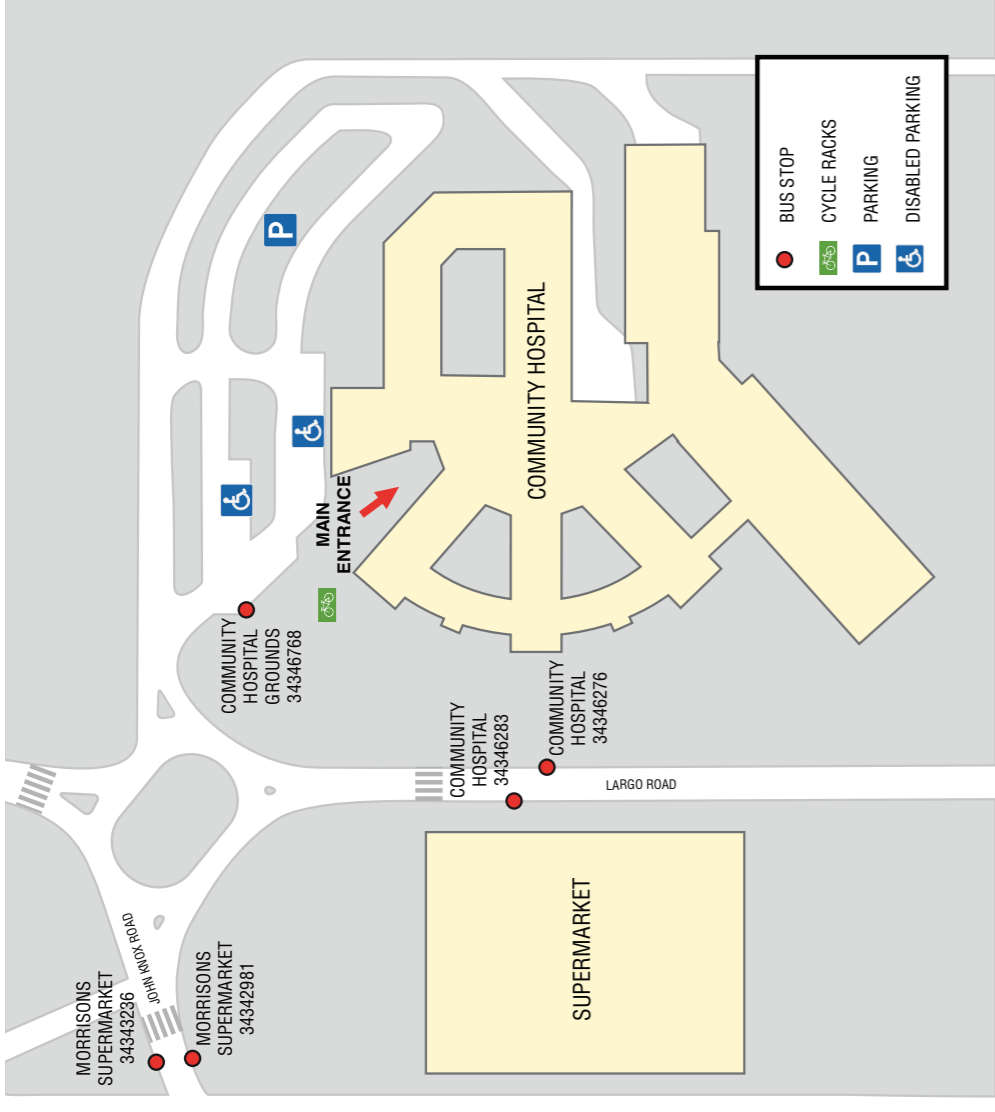 MORRISONS
SUPERMARKET
34343236
JOHN KNOX ROAD
MORRISONS
SUPERMARKET
34342981
COMMUNITY
HOSPITAL
GROUNDS
34346768
MAIN
ENTRANCE
P
COMMUNITY HOSPITAL
COMMUNITY
HOSPITAL
34346283
COMMUNITY
HOSPITAL
34346276
LARGO ROAD
SUPERMARKET
BUS STOP
CYCLE RACKS
P PARKING
DISABLED PARKING